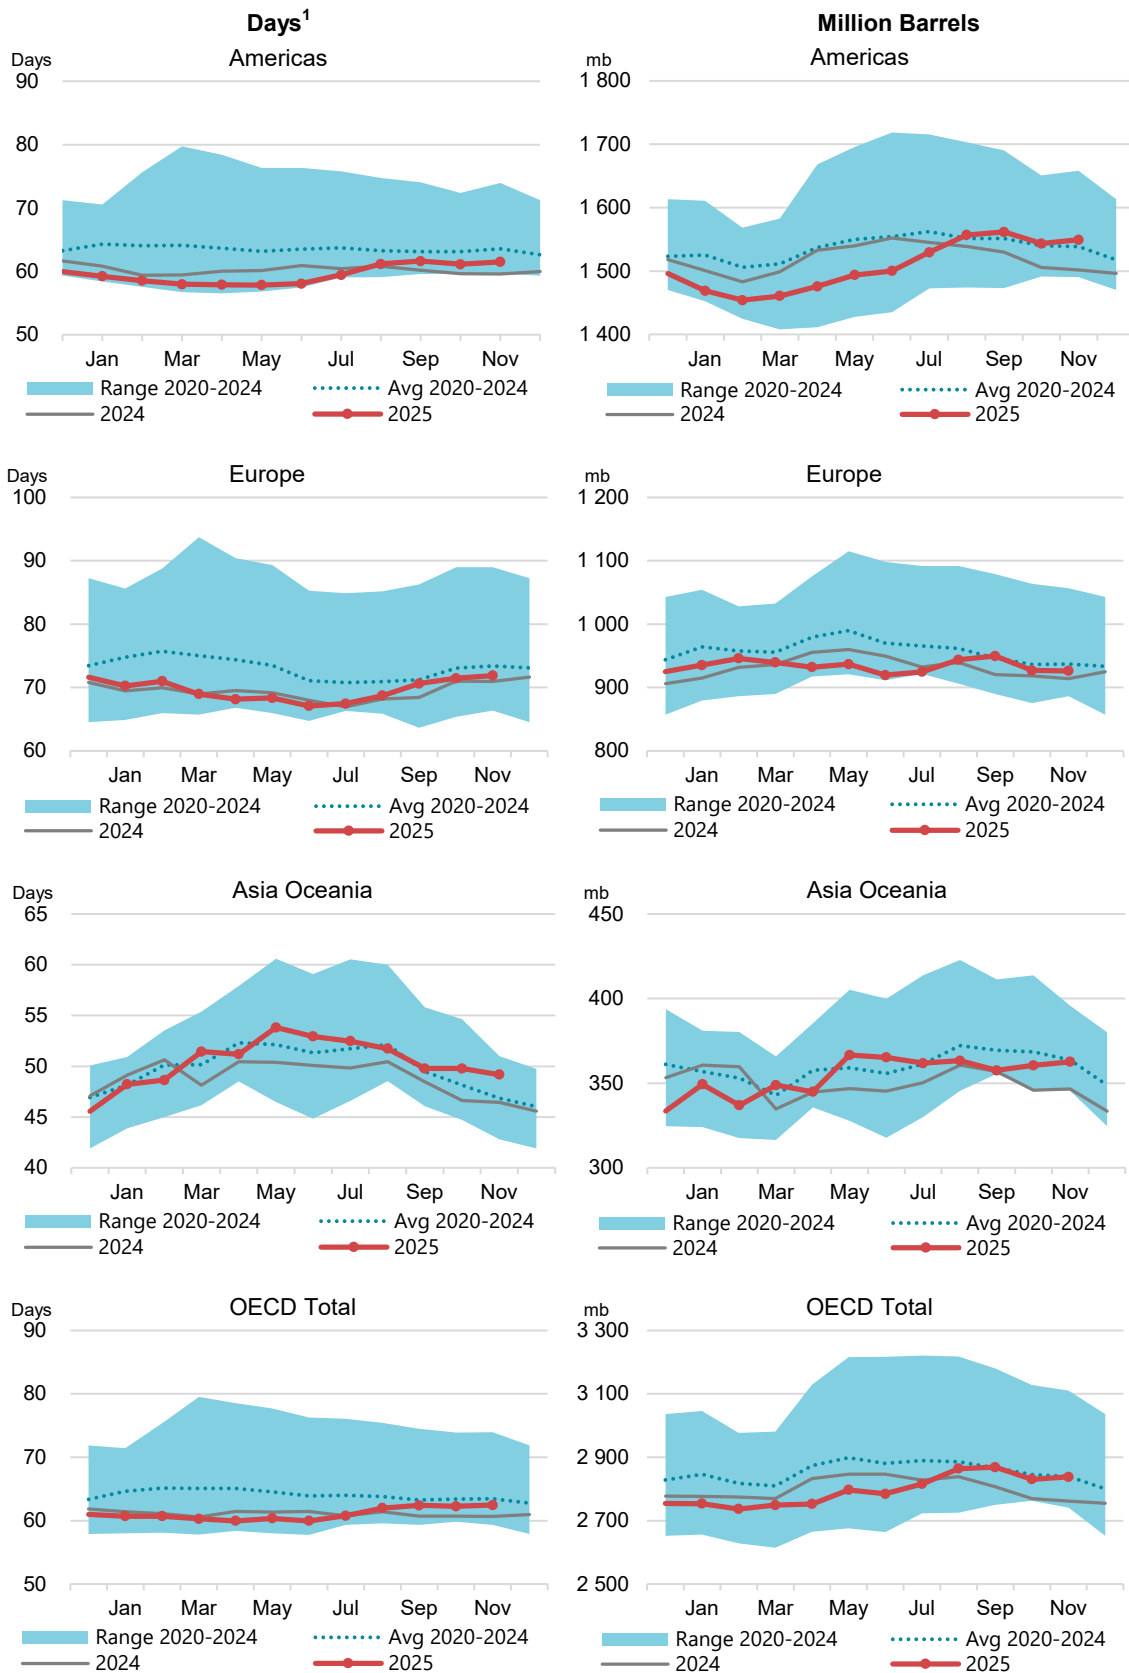 Days¹
Million Barrels
Days
Americas
90
80
70
60
50
Jan Mar May Jul Sep Nov
Range 2020-2024 Avg 2020-2024
2024 2025
mb
Americas
1 800
1 700
1 600
1 500
1 400
Jan Mar May Jul Sep Nov
Range 2020-2024 Avg 2020-2024
2024 2025
Days
Europe
100
90
80
70
60
Jan Mar May Jul Sep Nov
Range 2020-2024 Avg 2020-2024
2024 2025
mb
Europe
1 200
1 100
1 000
900
800
Jan Mar May Jul Sep Nov
Range 2020-2024 Avg 2020-2024
2024 2025
Days
Asia Oceania
65
60
55
50
45
40
Jan Mar May Jul Sep Nov
Range 2020-2024 Avg 2020-2024
2024 2025
mb
Asia Oceania
450
400
350
300
Jan Mar May Jul Sep Nov
Range 2020-2024 Avg 2020-2024
2024 2025
Days
OECD Total
90
80
70
60
50
Jan Mar May Jul Sep Nov
Range 2020-2024 Avg 2020-2024
2024 2025
mb
OECD Total
3 300
3 100
2 900
2 700
2 500
Jan Mar May Jul Sep Nov
Range 2020-2024 Avg 2020-2024
2024 2025